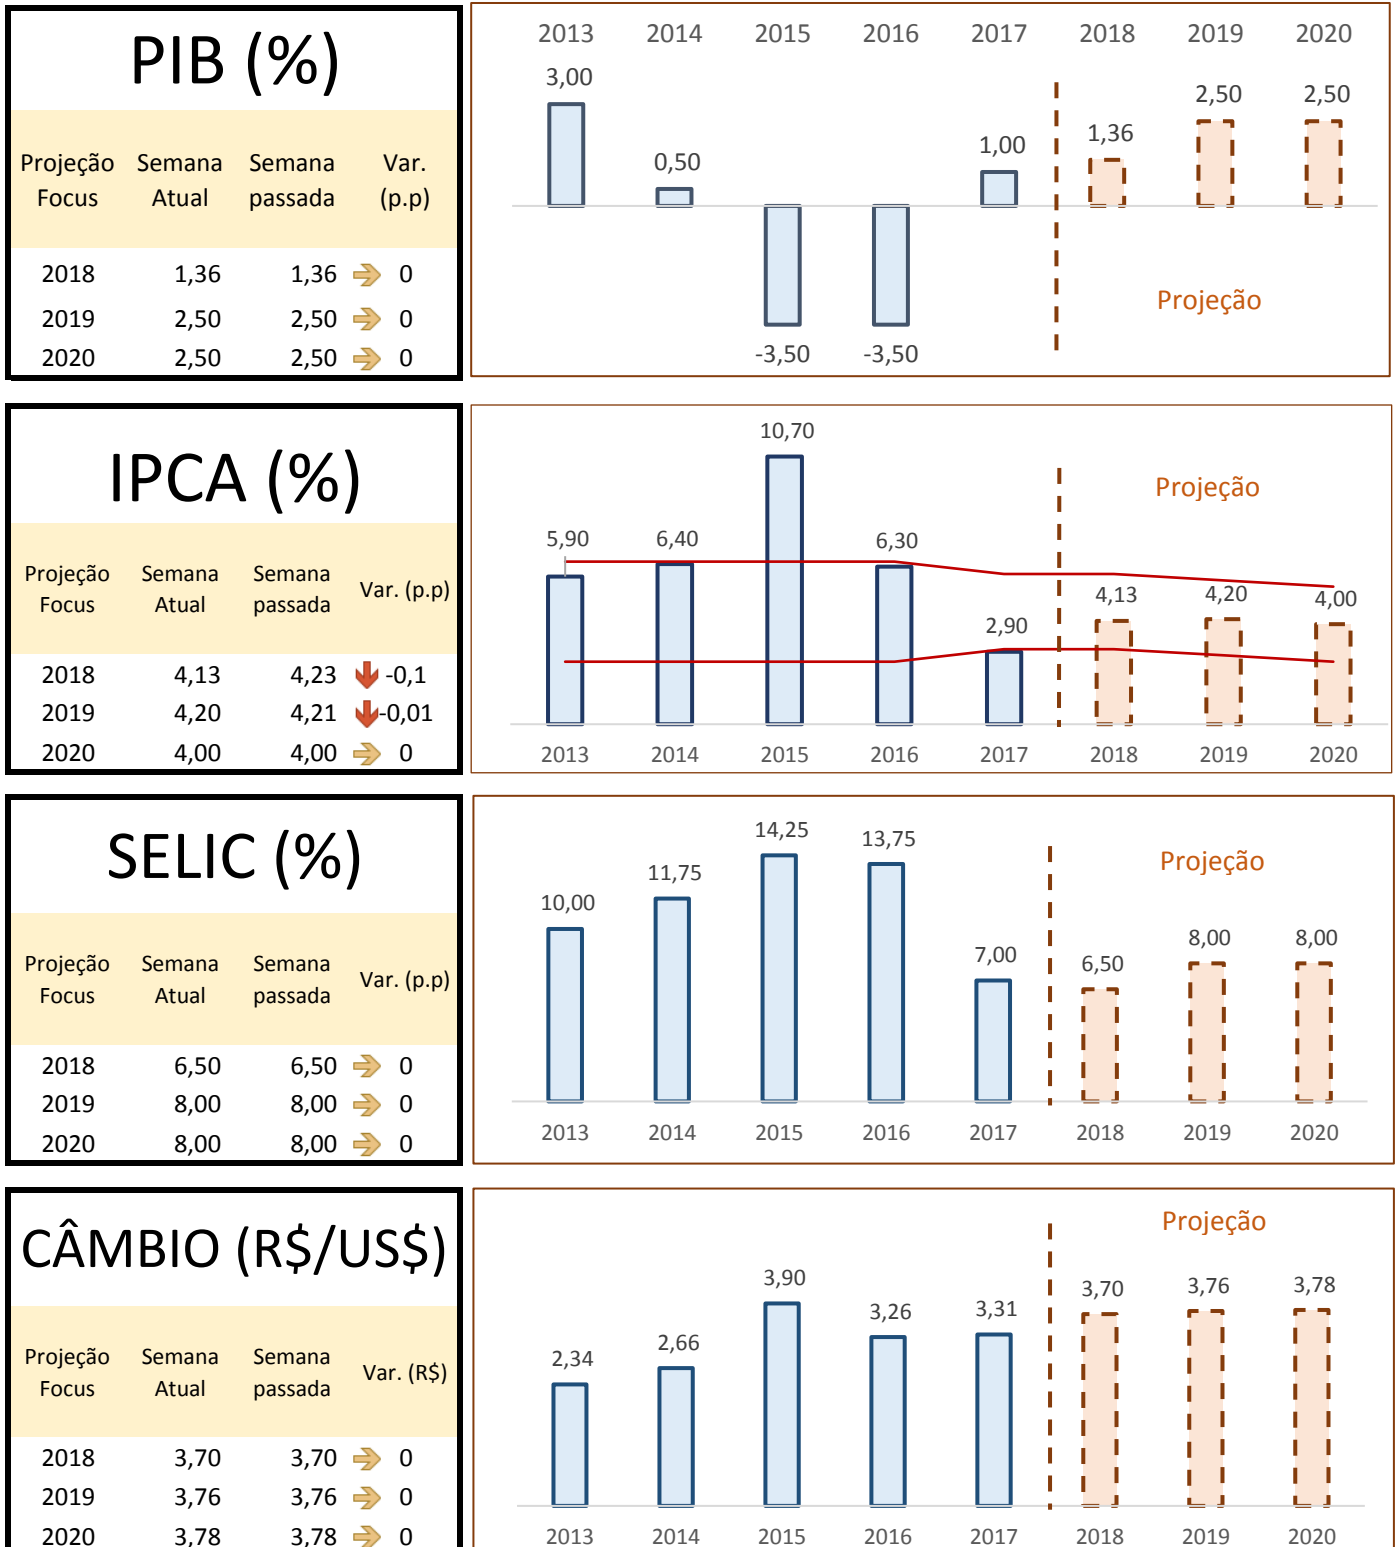 PIB (%)
Projeção Semana Semana Var.
Focus Atual passada (p.p)
2018 1,36 1,36 0
2019 2,50 2,50 0
2020 2,50 2,50 0
2013 2014 2015 2016 2017 2018 2019 2020
3,00 0,50 -3,50 -3,50 1,00 1,36 2,50 2,50
Projeção
IPCA (%)
Projeção Semana Semana Var. (p.p)
Focus Atual passada
2018 4,13 4,23 -0,1
2019 4,20 4,21 -0,01
2020 4,00 4,00 0
Projeção
5,90 6,40 10,70 6,30 2,90 4,13 4,20 4,00
2013 2014 2015 2016 2017 2018 2019 2020
SELIC (%)
Projeção Semana Semana Var. (p.p)
Focus Atual passada
2018 6,50 6,50 0
2019 8,00 8,00 0
2020 8,00 8,00 0
Projeção
10,00 11,75 14,25 13,75 7,00 6,50 8,00 8,00
2013 2014 2015 2016 2017 2018 2019 2020
CÂMBIO (R$/US$)
Projeção Semana Semana Var. (R$)
Focus Atual passada
2018 3,70 3,70 0
2019 3,76 3,76 0
2020 3,78 3,78 0
Projeção
2,34 2,66 3,90 3,26 3,31 3,70 3,76 3,78
2013 2014 2015 2016 2017 2018 2019 2020